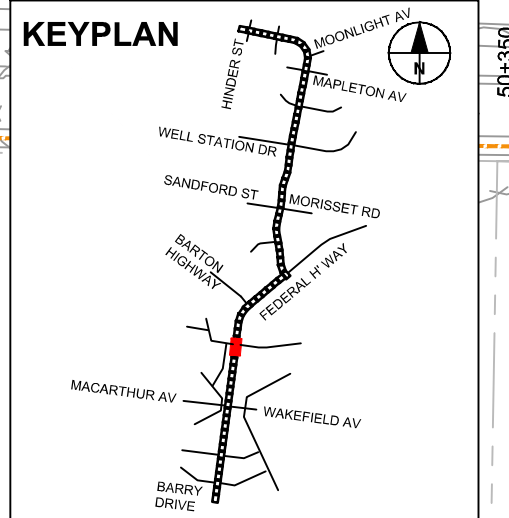 KEYPLAN
MOONLIGHT AV
HINDER ST
N
MAPLETON AV
50+350
WELL STATION DR
SANDFORD ST
MORISSET RD
BARTON
HIGHWAY
FEDERAL H' WAY
MACARTHUR AV
WAKEFIELD AV
BARRY
DRIVE